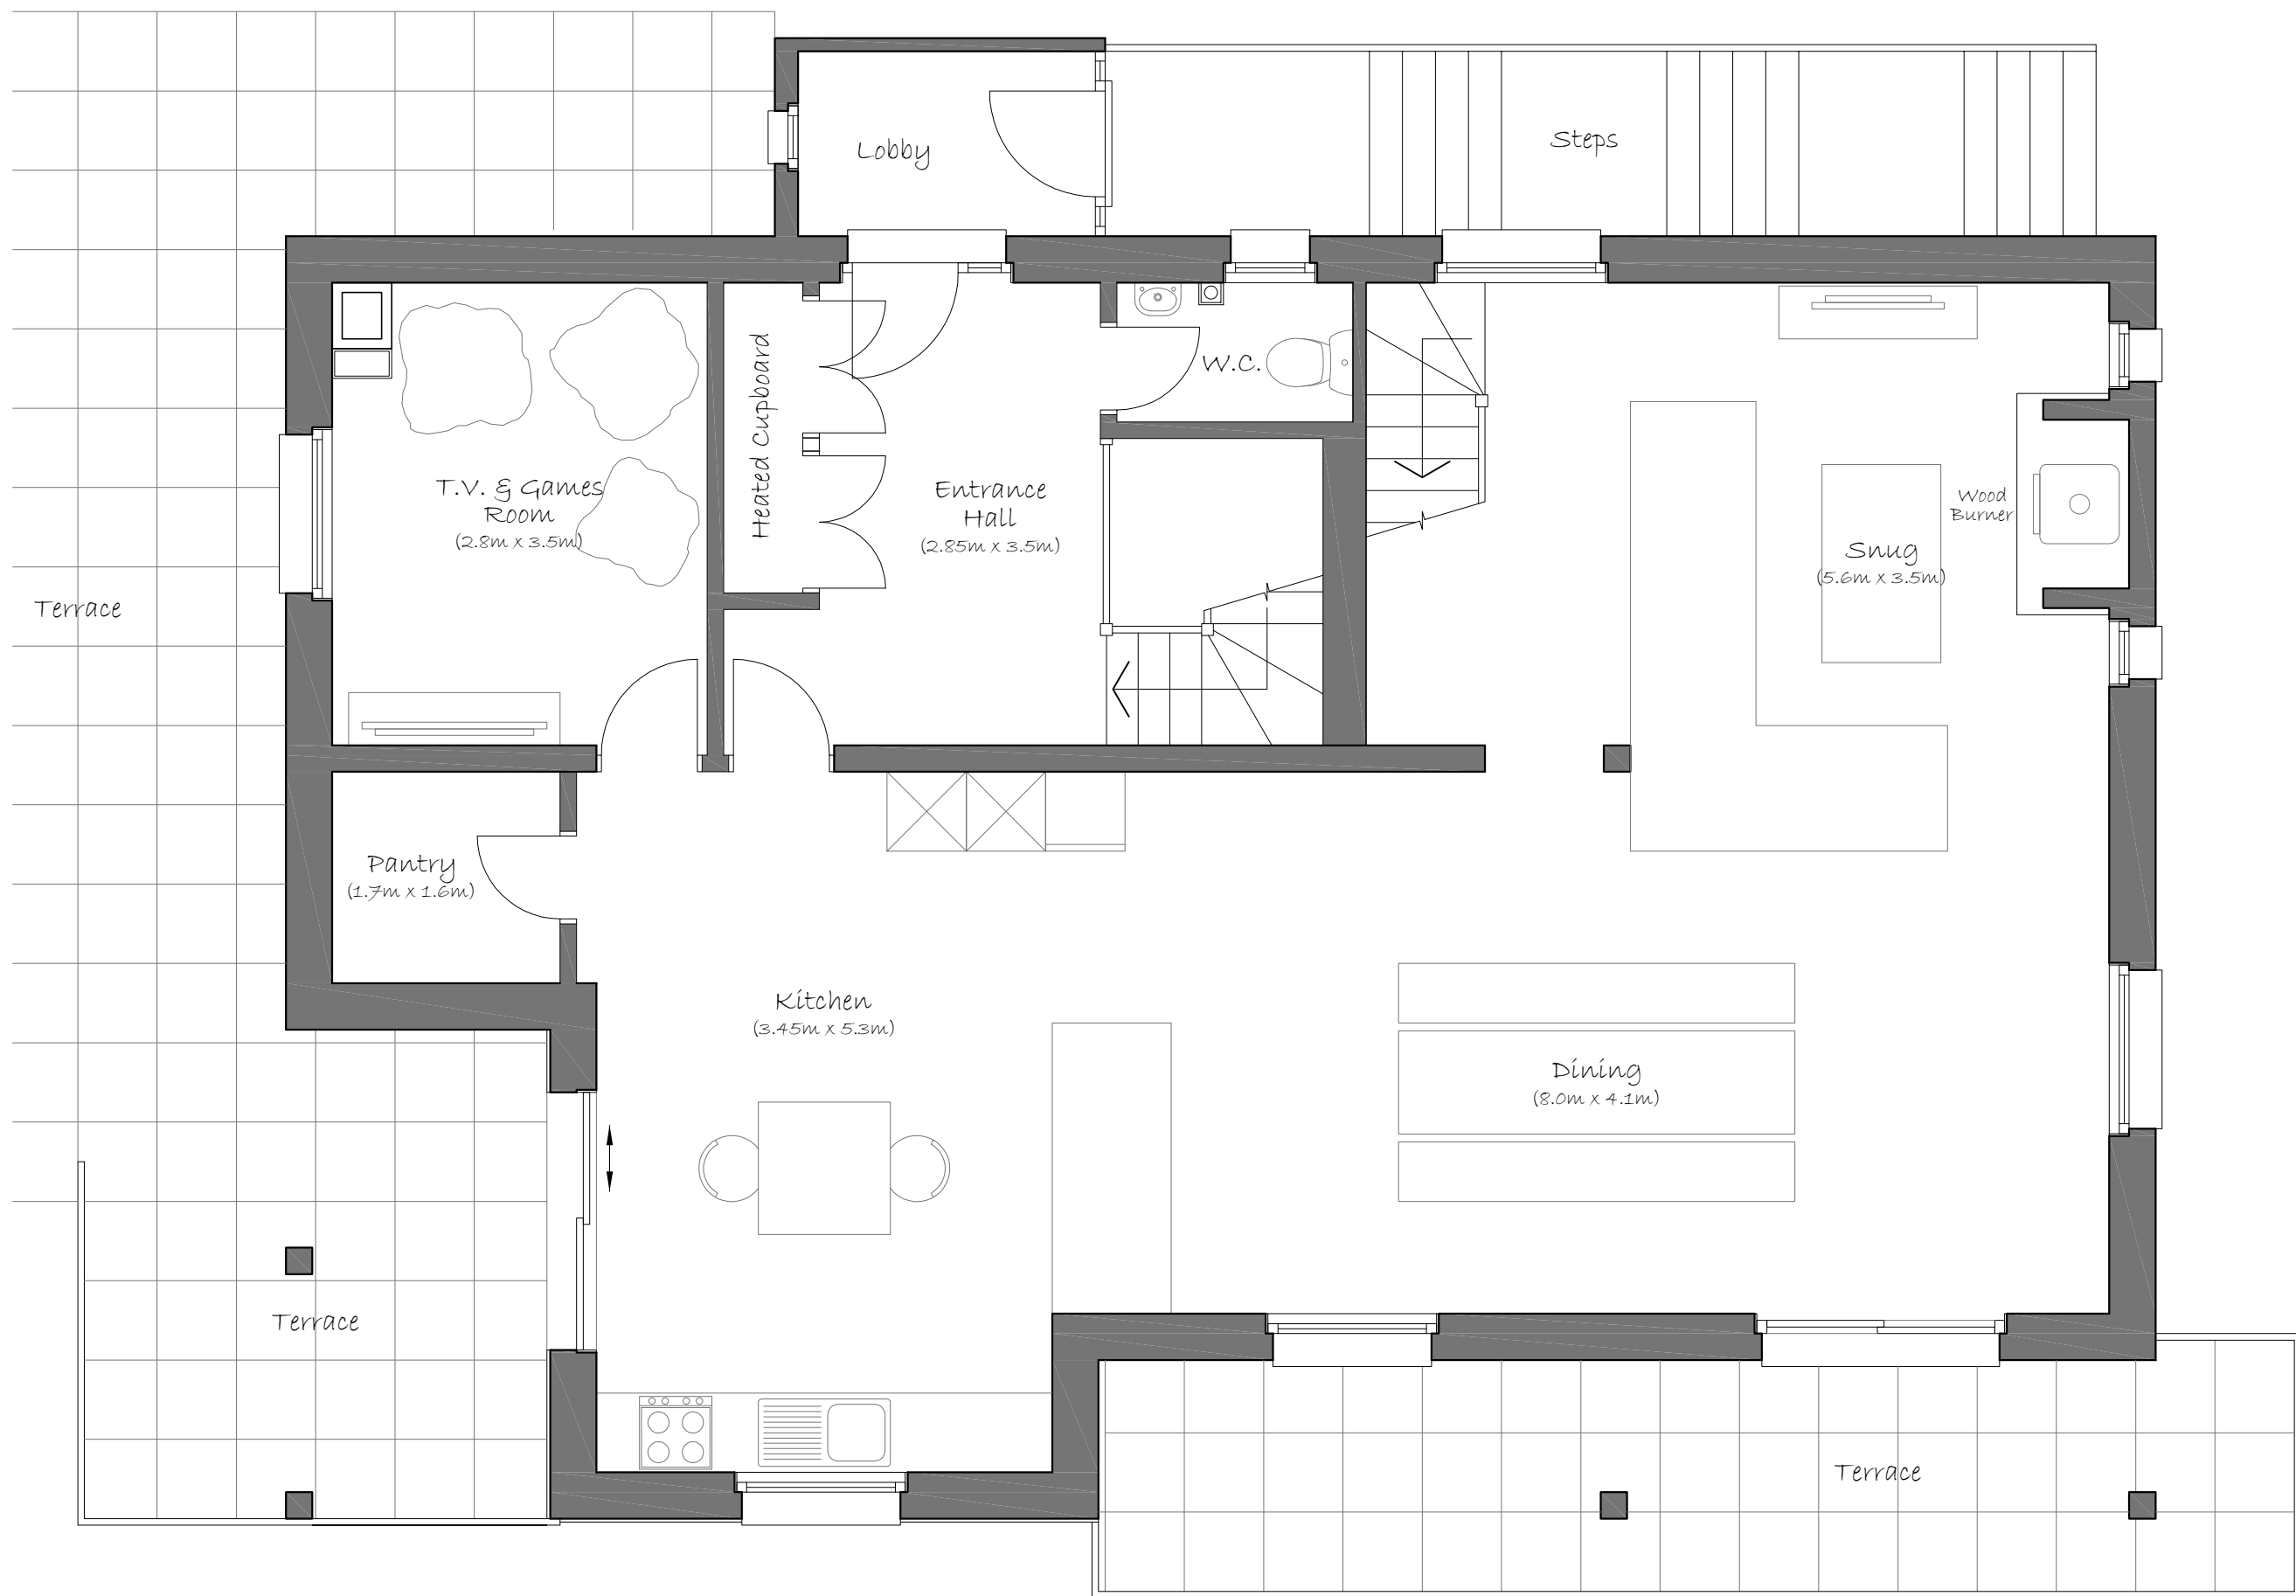 Lobby
Steps
Heated Cupboard
W.C.
T.V. & Games
Room
(2.8m x 3.5m)
Entrance
Hall
(2.85m x 3.5m)
Wood
Burner
Snug
(5.6m x 3.5m)
Terrace
Pantry
(1.7m x 1.6m)
Kitchen
(3.45m x 5.3m)
Dining
(8.0m x 4.1m)
Terrace
Terrace